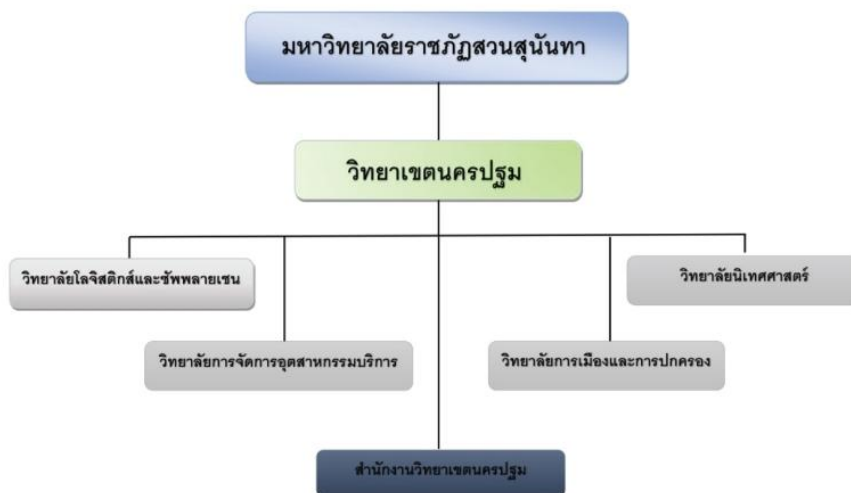 มหาวิทยาลัยราชภัฏสวนสุนันทา
วิทยาเขตนครปฐม
วิทยาลัยโลจิสติกส์และซัพพลายเชน
วิทยาลัยนิเทศศาสตร์
วิทยาลัยการจัดการอุตสาหกรรมบริการ
วิทยาลัยการเมืองและการปกครอง
สำนักงานวิทยาเขตนครปฐม